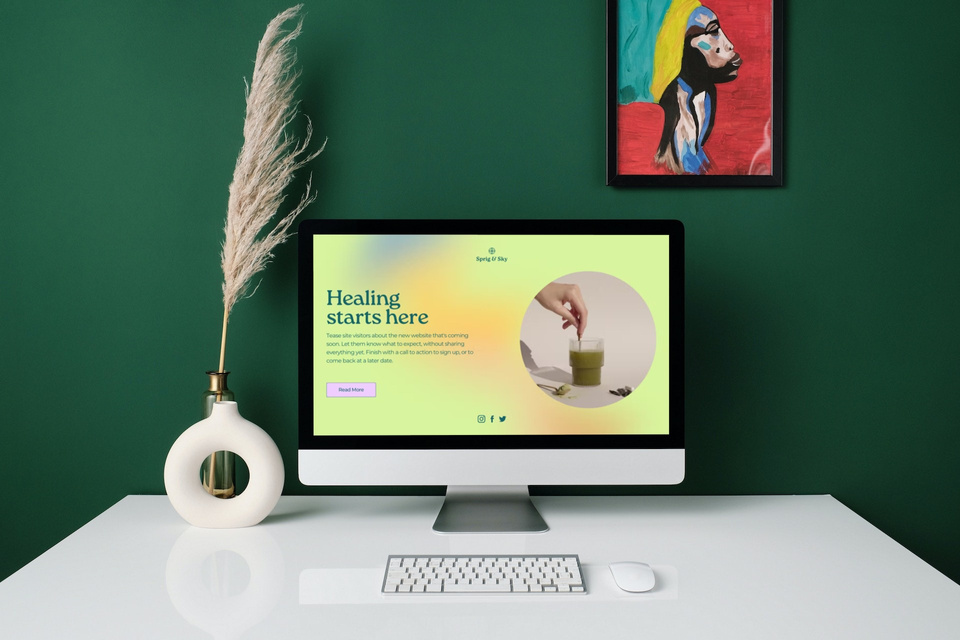 Sprig & Sky
Healing
starts here
Tease site visitors about the new website that's coming
soon. Let them know what to expect, without sharing
everything yet. Finish with a call to action to sign up, or to
come back at a later date.
Read More